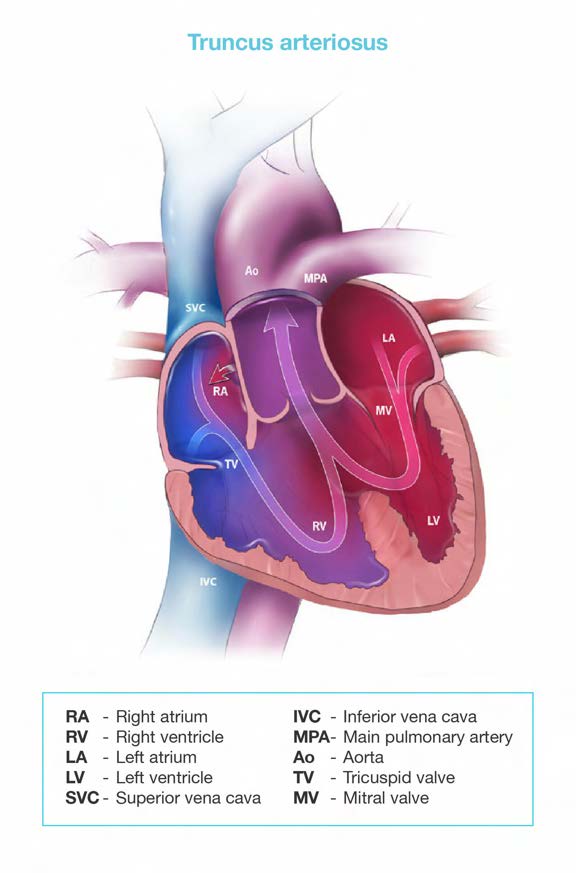 Truncus arteriosus
Ao
MPA
SVC
LA
RA
MV
TV
RV
LV
IVC
RA - Right atrium
RV - Right ventricle
LA - Left atrium
LV - Left ventricle
SVC - Superior vena cava
IVC - Inferior vena cava
MPA- Main pulmonary artery
Ao - Aorta
TV - Tricuspid valve
MV - Mitral valve